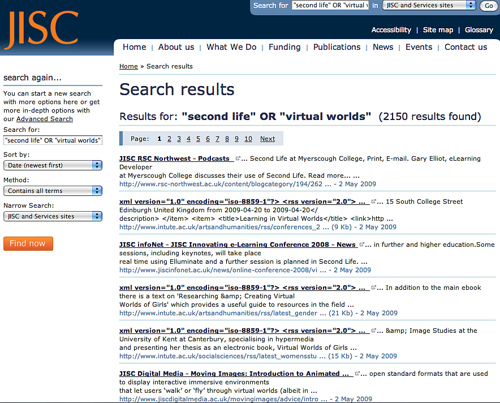 JISC
Search for "second life" OR "virtual w in JISC and Services sites Go
Accessibility | Site map | Glossary
Home | About us | What We Do | Funding | Publications | News | Events | Contact us
Home » Search results
search again...
You can start a new search
with more options here or get
more in-depth options with
our Advanced Search
Search for:
"second life" OR "virtual worlds"
Sort by:
Date (newest first)
Method:
Contains all terms
Narrow Search:
JISC and Services sites
Find now
Search results
Results for: "second life" OR "virtual worlds" (2150 results found)
Page: 1 2 3 4 5 6 7 8 9 10 Next
JISC RSC Northwest - Podcasts ... Second Life at Myerscough College, Print, E-mail. Gary Elliot, eLearning
Developer
at Myerscough College discusses their use of Second Life. Read more... ...
http://www.rsc-northwest.ac.uk/content/blogcategory/194/262 ... - 2 May 2009
xml version="1.0" encoding="iso-8859-1"?> <rss version="2.0"> ... ... 15 South College Street
Edinburgh United Kingdom from 2009-04-20 to 2009-04-20</
description> </item> <item> <title>Learning in Virtual Worlds</title> <link>http ...
http://www.intute.ac.uk/artsandhumanities/rss/conferences_2 ... (9 Kb) - 2 May 2009
JISC infoNet - JISC Innovating e-Learning Conference 2008 - News ... in further and higher education.Some
sessions, including keynotes, will take place
real time using Elluminate and a further session is planned in Second Life. ...
http://www.jiscinfonet.ac.uk/news/online-conference-2008/vi ... - 2 May 2009
xml version="1.0" encoding="iso-8859-1"?> <rss version="2.0"> ... ... In addition to the main ebook
there is a text on 'Researching &amp; Creating Virtual
Worlds of Girls' which provides a useful guide to resources in the field ...
http://www.intute.ac.uk/artsandhumanities/rss/latest_gender ... (21 Kb) - 2 May 2009
xml version="1.0" encoding="iso-8859-1"?> <rss version="2.0"> ... ... &amp; Image Studies at the
University of Kent at Canterbury, specialising in hypermedia
and presenting her thesis as an electronic book, Virtual Worlds of Girls ...
http://www.intute.ac.uk/socialsciences/rss/latest_womensstu ... (15 Kb) - 2 May 2009
JISC Digital Media - Moving Images: Introduction to Animated ... ... open standard formats that are used
to display interactive immersive environments
that let users 'walk' or 'fly' through virtual worlds (albeit in ...
http://www.jiscdigitalmedia.ac.uk/movingimages/advice/intro ... - 2 May 2009